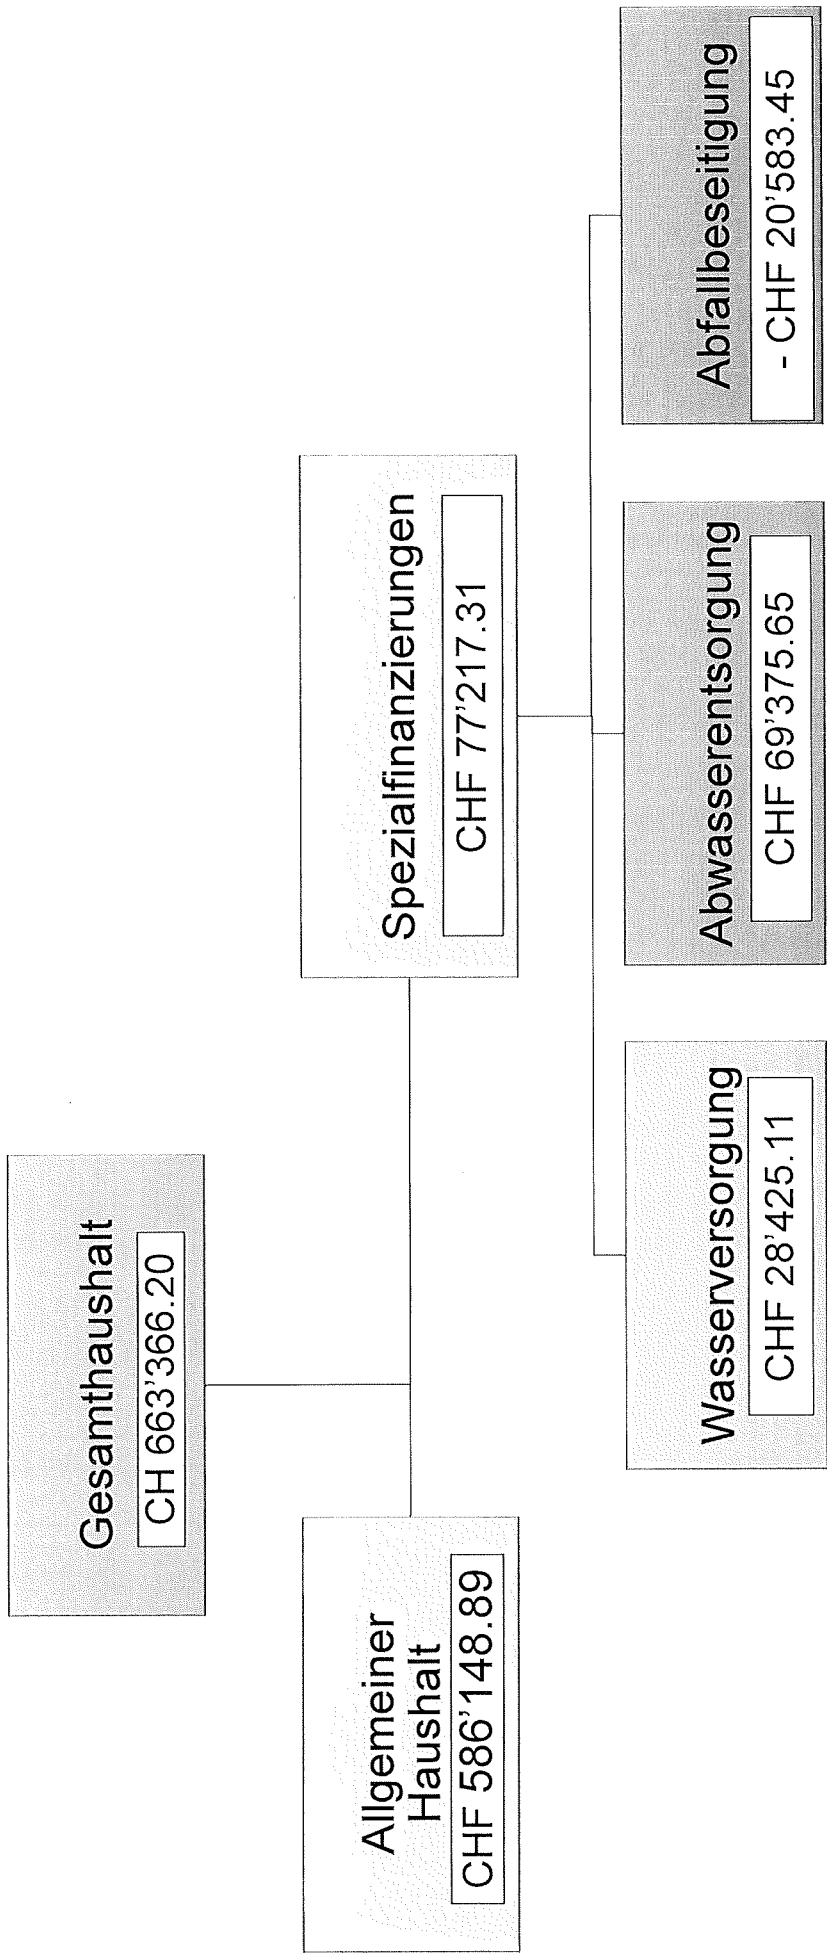 Gesamthaushalt
CH 663'366.20
Allgemeiner
Haushalt
CHF 586'148.89
Spezialfinanzierungen
CHF 77'217.31
Wasserversorgung
CHF 28'425.11
Abwasserentsorgung
CHF 69'375.65
Abfallbeseitigung
- CHF 20'583.45